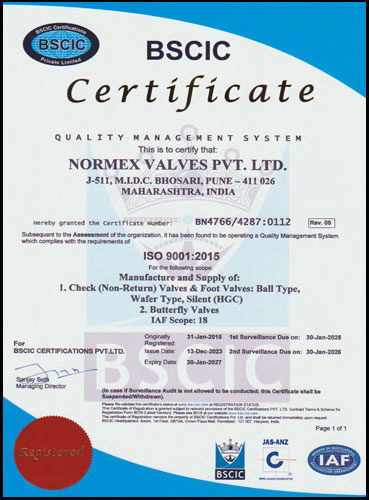 BSCIC Certifications
BSCIC
Private Limited
BSCIC
Certificate
QUALITY MANAGEMENT SYSTEM
This is to certify that:
NORMEX VALVES PVT. LTD.
J-511, M.I.D.C. BHOSARI, PUNE – 411 026
MAHARASHTRA, INDIA
Hereby granted the Certificate Number: BN4766/4287:0112 Rev. 05
Subsequent to the Assessment of the organization, it has been found to be operating a Quality Management System
which complies with the requirements of
ISO 9001:2015
For the following scope:
Manufacture and Supply of:
1. Check (Non-Return) Valves & Foot Valves: Ball Type,
Wafer Type, Silent (HGC)
2. Butterfly Valves
IAF Scope: 18
For
BSCIC CERTIFICATIONS PVT.LTD.
Sanjay Seth
Managing Director
Originally Registered: 31-Jan-2015 1st Surveillance Due on: 30-Jan-2025
Issue Date: 13-Dec-2023 2nd Surveillance Due on: 30-Jan-2026
Expiry Date: 30-Jan-2027
(In case if Surveillance Audit is not allowed to be conducted; this Certificate shall be
Suspended/Withdrawn).
Page 1 of 1
Registered
BSCIC
JAS-ANZ
IAF